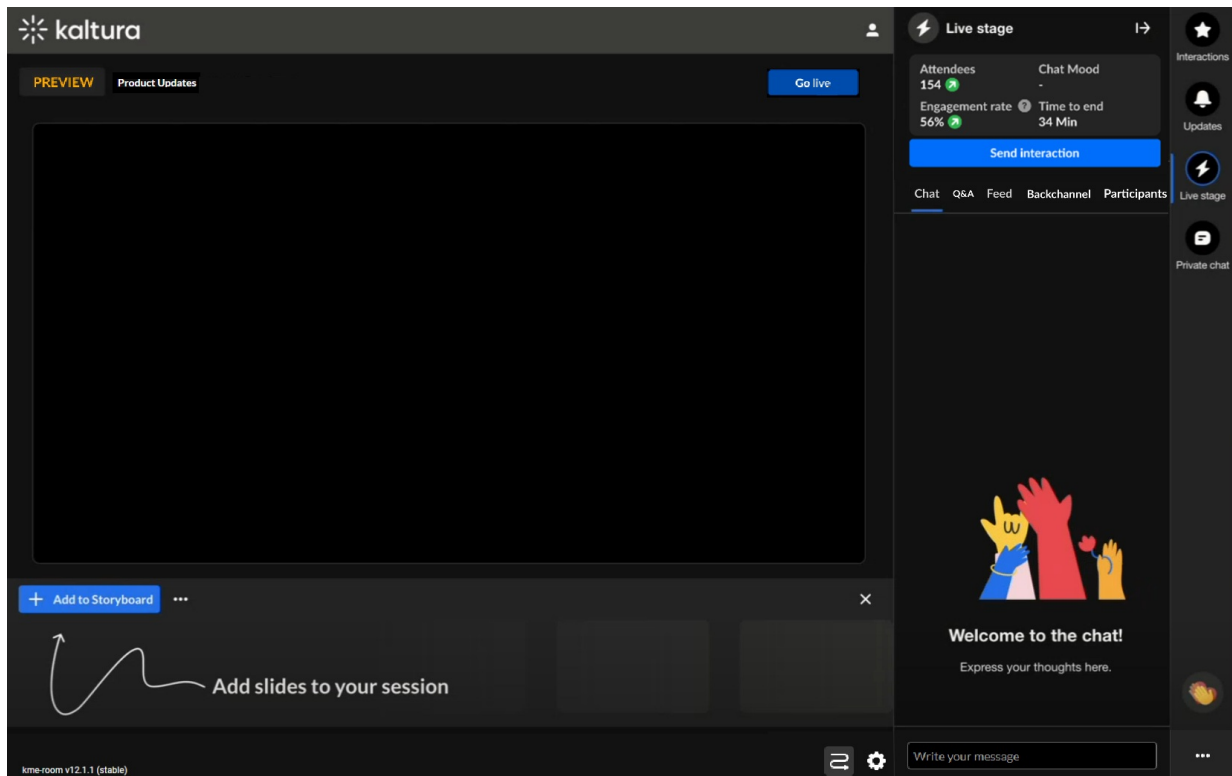 kaltura
PREVIEW Product Updates Go live
Add to Storyboard
Add slides to your session
kme-room v12.1.1 (stable)
Live stage
Attendees Chat Mood
154 -
Engagement rate ? Time to end
56% 34 Min
Send interaction
Chat Q&A Feed Backchannel Participants
Welcome to the chat!
Express your thoughts here.
Write your message
Interactions
Updates
Live stage
Private chat